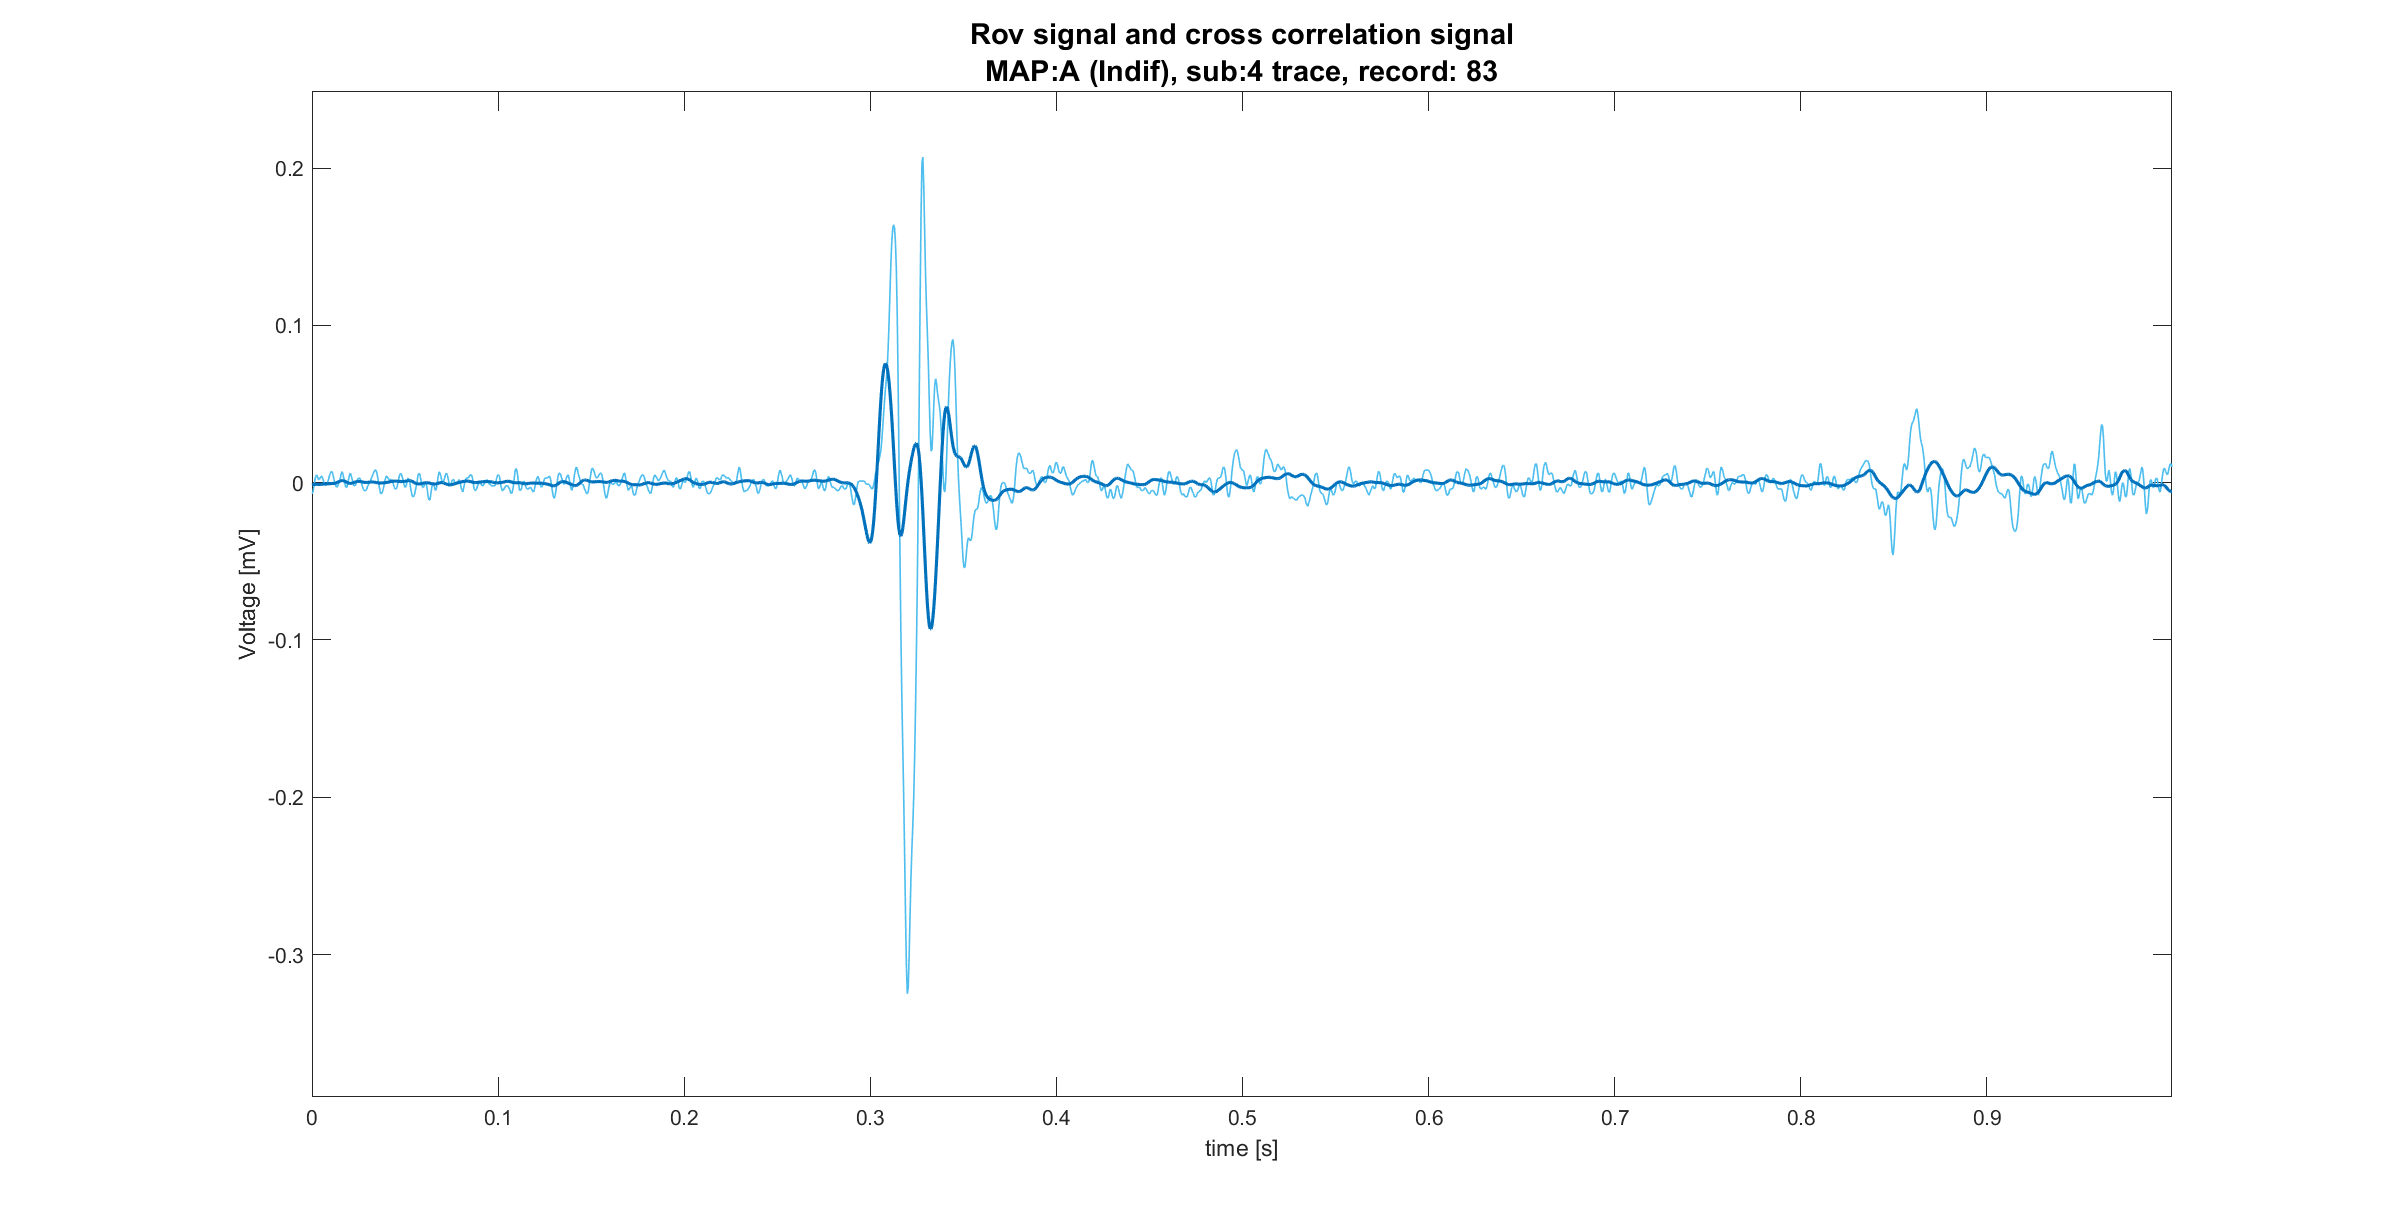 Rov signal and cross correlation signal
MAP:A (Indif), sub:4 trace, record: 83
Voltage [mV]
0.2
0.1
0
-0.1
-0.2
-0.3
0 0.1 0.2 0.3 0.4 0.5 0.6 0.7 0.8 0.9
time [s]